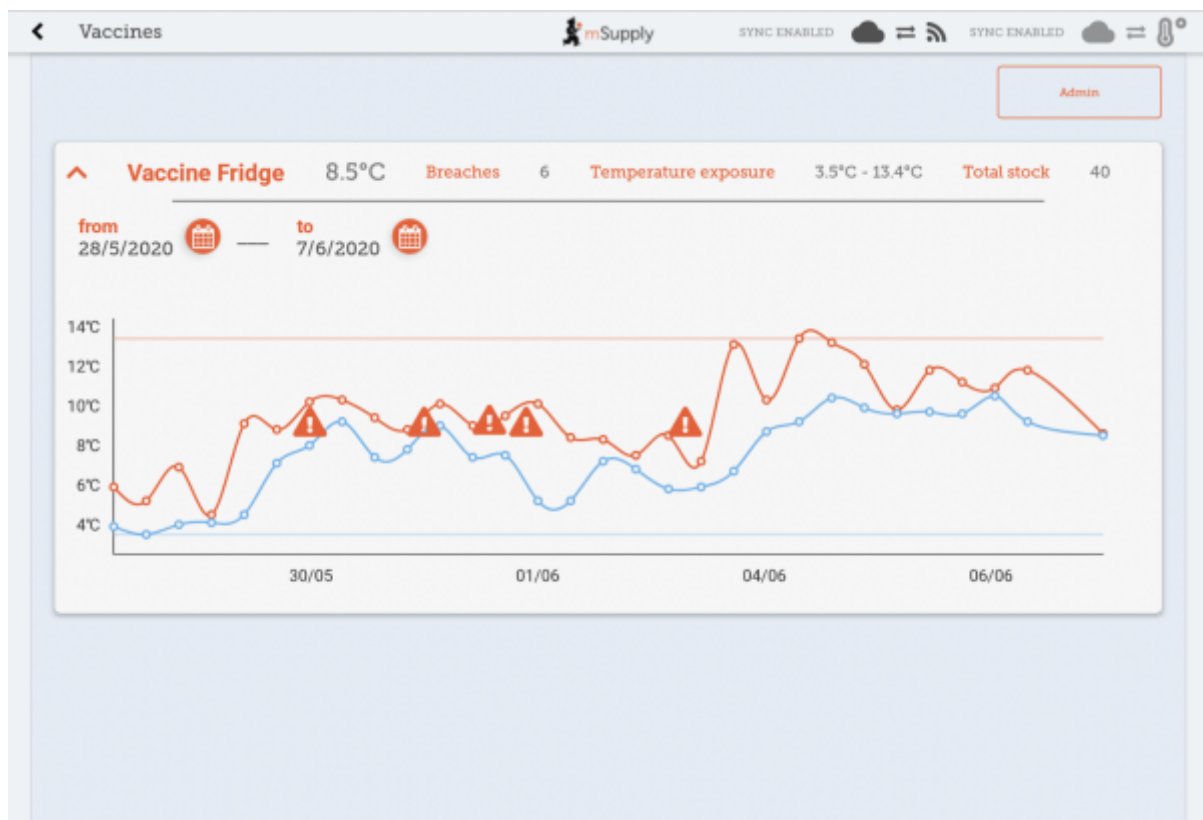 Vaccines mSupply SYNC ENABLED SYNC ENABLED
Admin
Vaccine Fridge 8.5°C Breaches 6 Temperature exposure 3.5°C - 13.4°C Total stock 40
from to
28/5/2020 7/6/2020
14°C
12°C
10°C
8°C
6°C
4°C
30/05 01/06 04/06 06/06